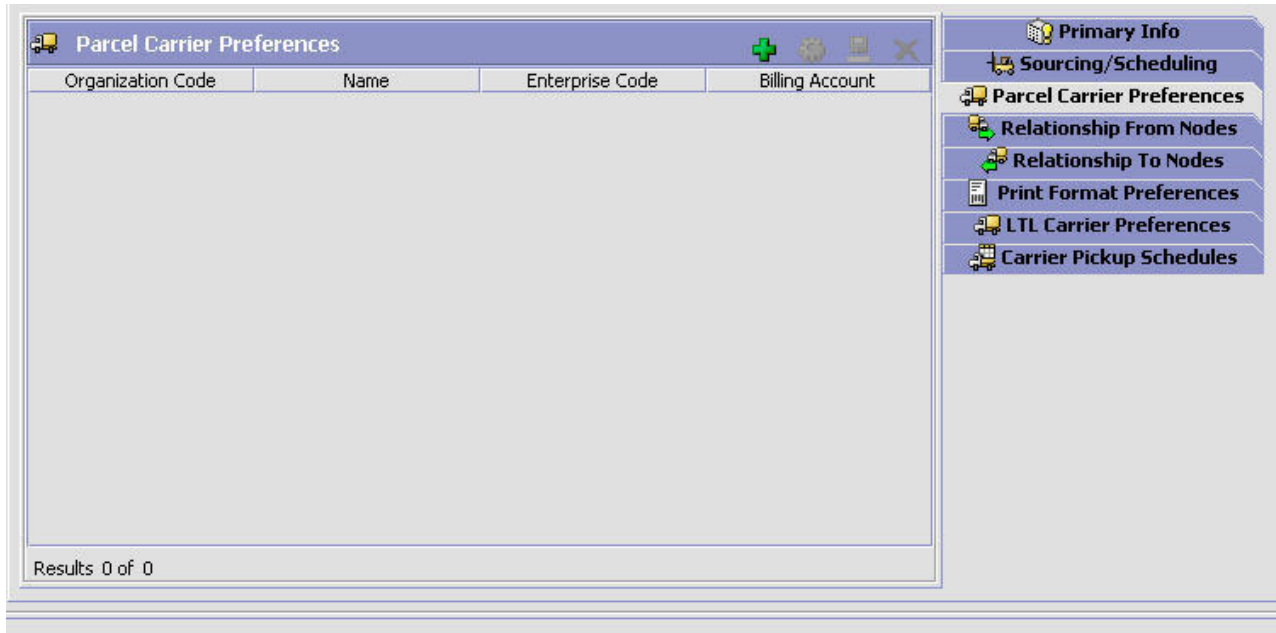 Parcel Carrier Preferences
Organization Code Name Enterprise Code Billing Account
Results 0 of 0
Primary Info
Sourcing/Scheduling
Parcel Carrier Preferences
Relationship From Nodes
Relationship To Nodes
Print Format Preferences
LTL Carrier Preferences
Carrier Pickup Schedules